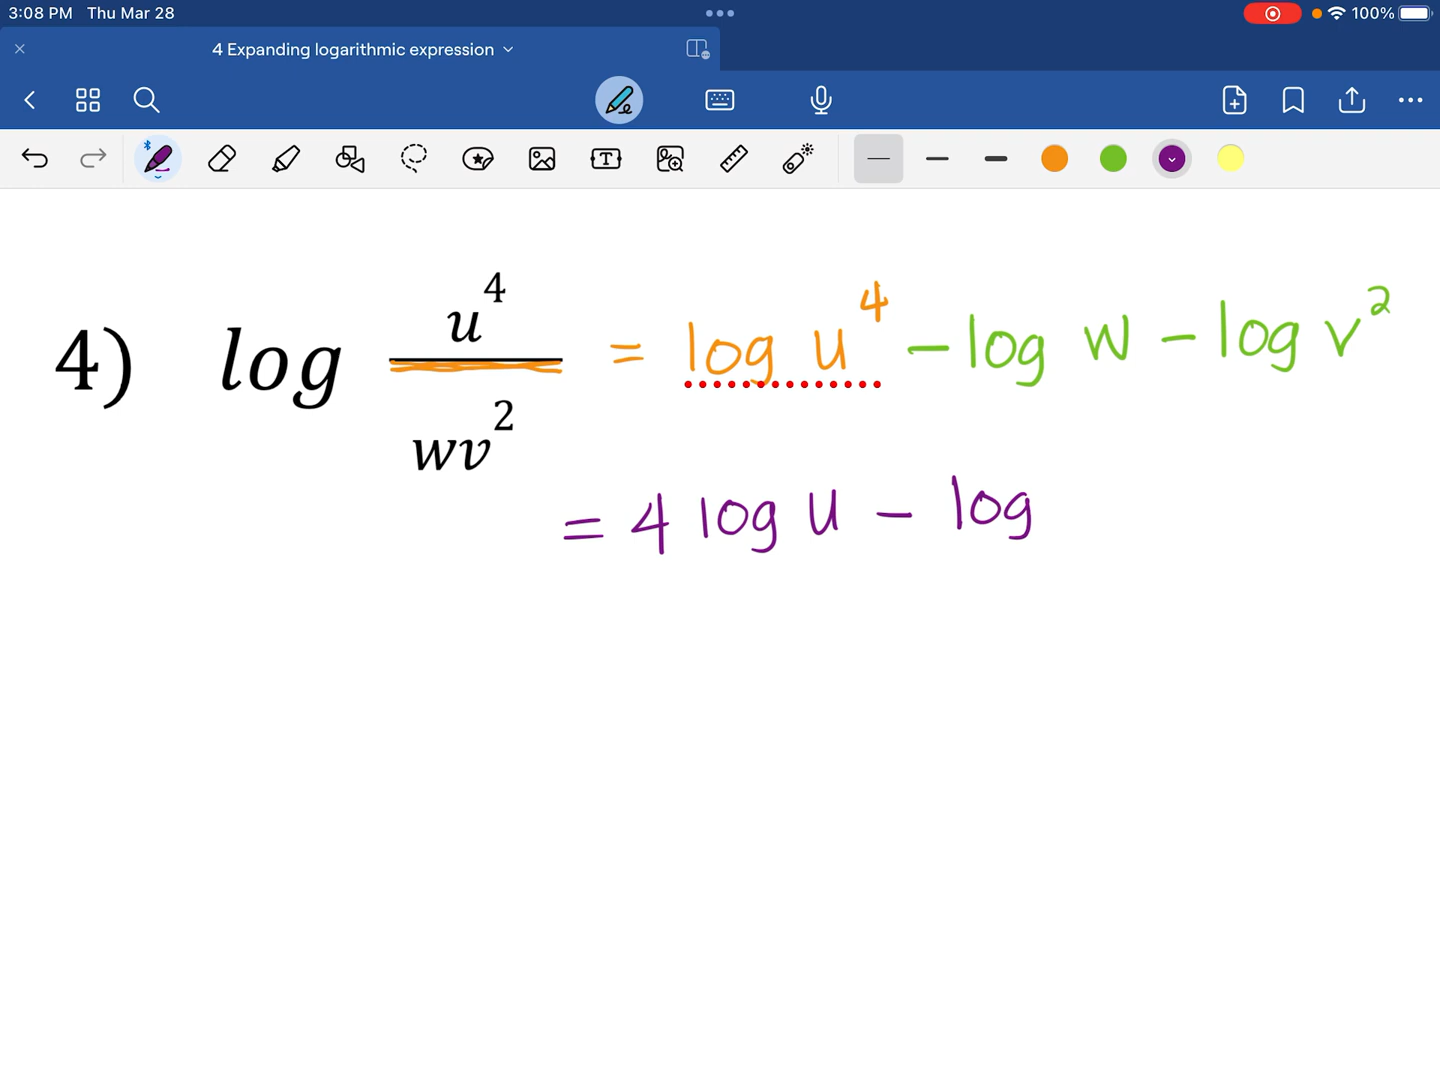 3:08 PM Thu Mar 28 100%
4 Expanding logarithmic expression
T
4) log u^4 / wv^2 = log u^4 - log w - log v^2
= 4 log u - log